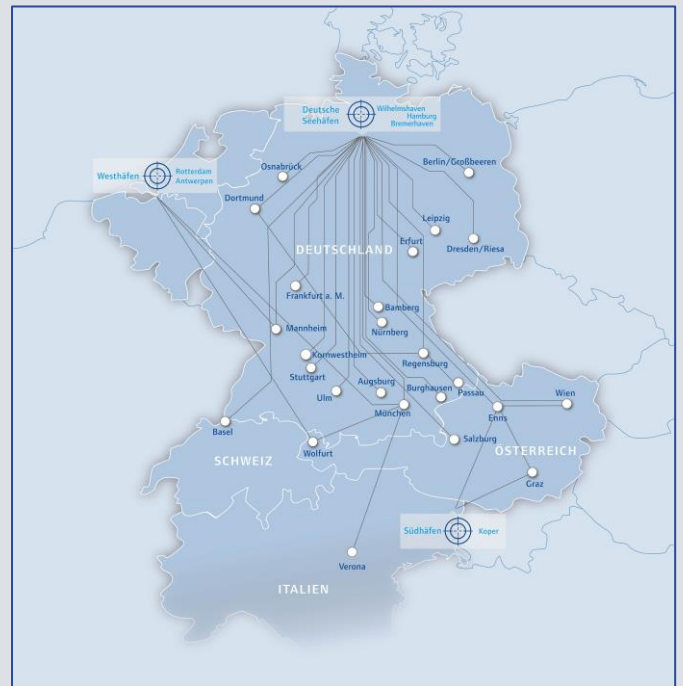 Deutsche
Seehäfen
Wilhelmshaven
Hamburg
Bremerhaven
Westhäfen
Rotterdam
Antwerpen
Osnabrück
Berlin/Großbeeren
Dortmund
Leipzig
DEUTSCHLAND
Erfurt
Dresden/Riesa
Frankfurt a. M.
Bamberg
Mannheim
Nürnberg
Kornwestheim
Regensburg
Stuttgart
Augsburg
Burghausen
Passau
Ulm
München
Enns
Wien
Basel
Wolfurt
Salzburg
ÖSTERREICH
SCHWEIZ
Graz
Südhäfen
Koper
Verona
ITALIEN